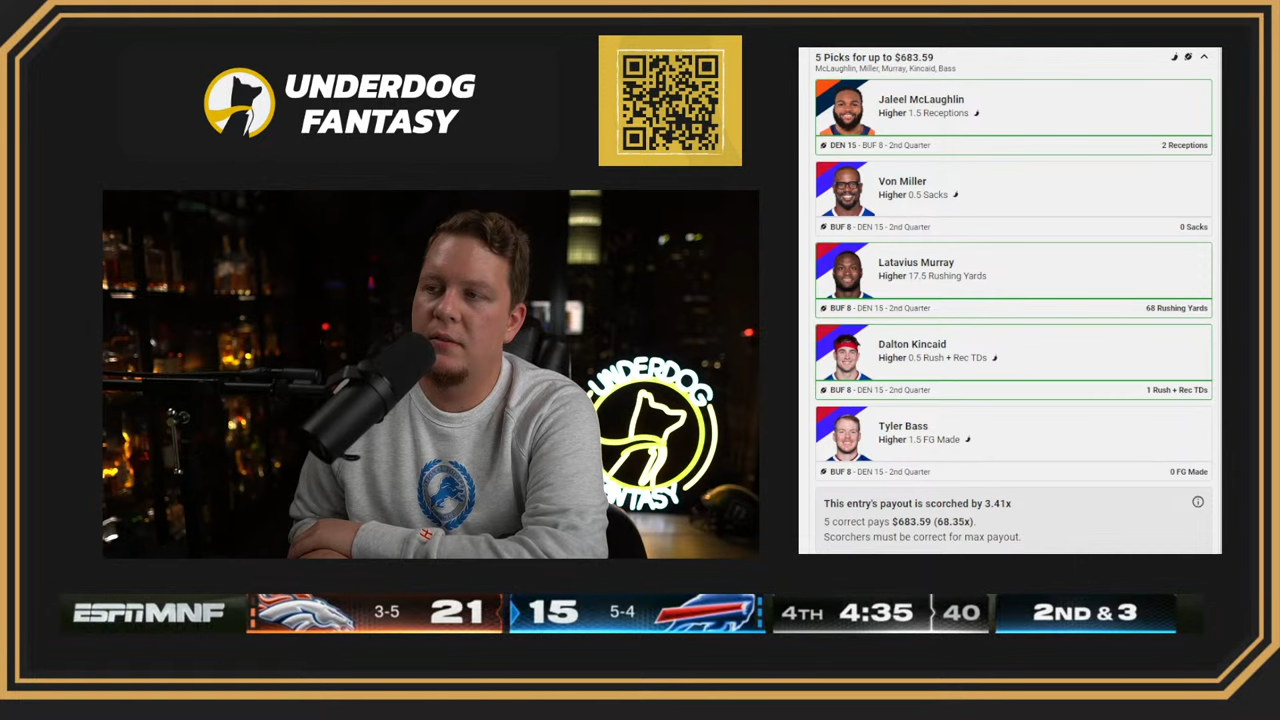 UNDERDOG
FANTASY
5 Picks for up to $683.59
McLaughlin, Miller, Murray, Kincaid, Bass
Jaleel McLaughlin
Higher 1.5 Receptions
DEN 15 - BUF 8 - 2nd Quarter
2 Receptions
Von Miller
Higher 0.5 Sacks
BUF 8 - DEN 15 - 2nd Quarter
0 Sacks
Latavius Murray
Higher 17.5 Rushing Yards
BUF 8 - DEN 15 - 2nd Quarter
68 Rushing Yards
Dalton Kincaid
Higher 0.5 Rush + Rec TDs
BUF 8 - DEN 15 - 2nd Quarter
1 Rush + Rec TDs
Tyler Bass
Higher 1.5 FG Made
BUF 8 - DEN 15 - 2nd Quarter
0 FG Made
This entry's payout is scorched by 3.41x
5 correct pays $683.59 (68.35x).
Scorchers must be correct for max payout.
UNDERDOG
FANTASY
ESPN MNF
3-5
21
15
5-4
4TH
4:35
40
2ND & 3